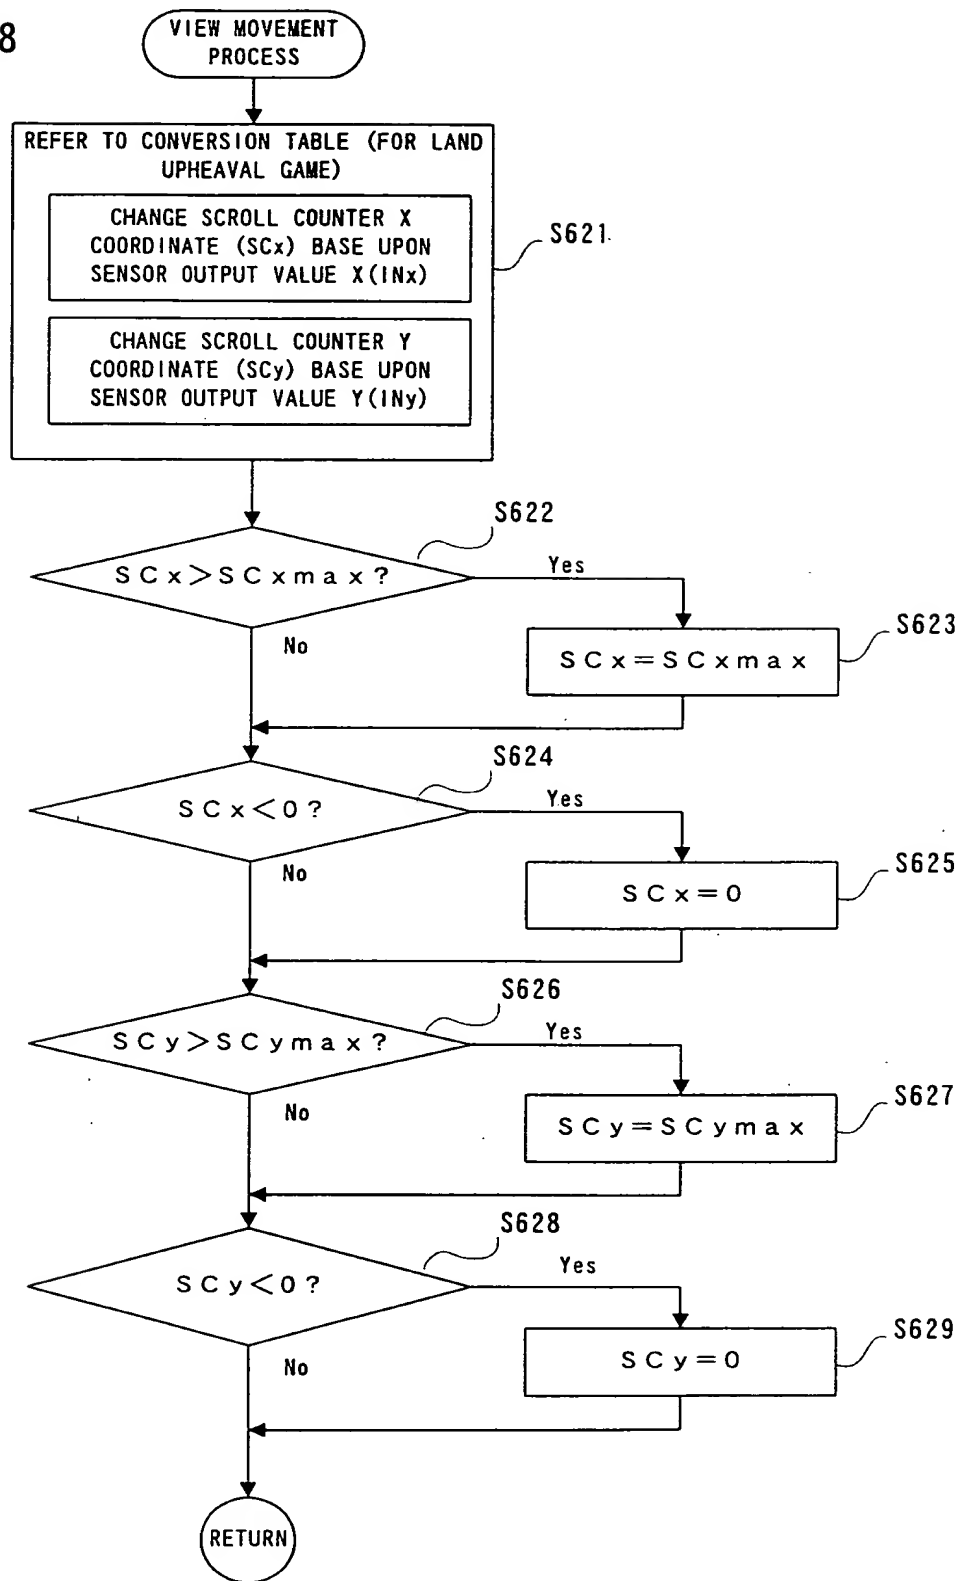 8
VIEW MOVEMENT
PROCESS
REFER TO CONVERSION TABLE (FOR LAND
UPHEAVAL GAME)
CHANGE SCROLL COUNTER X
COORDINATE (SCx) BASE UPON
SENSOR OUTPUT VALUE X(INx)
S621
CHANGE SCROLL COUNTER Y
COORDINATE (SCy) BASE UPON
SENSOR OUTPUT VALUE Y(INy)
S622
SCx>SCxmax?
Yes
No
S623
SCx=SCxmax
S624
SCx<0?
Yes
No
S625
SCx=0
S626
SCy>SCymax?
Yes
No
S627
SCy=SCymax
S628
SCy<0?
Yes
No
S629
SCy=0
RETURN